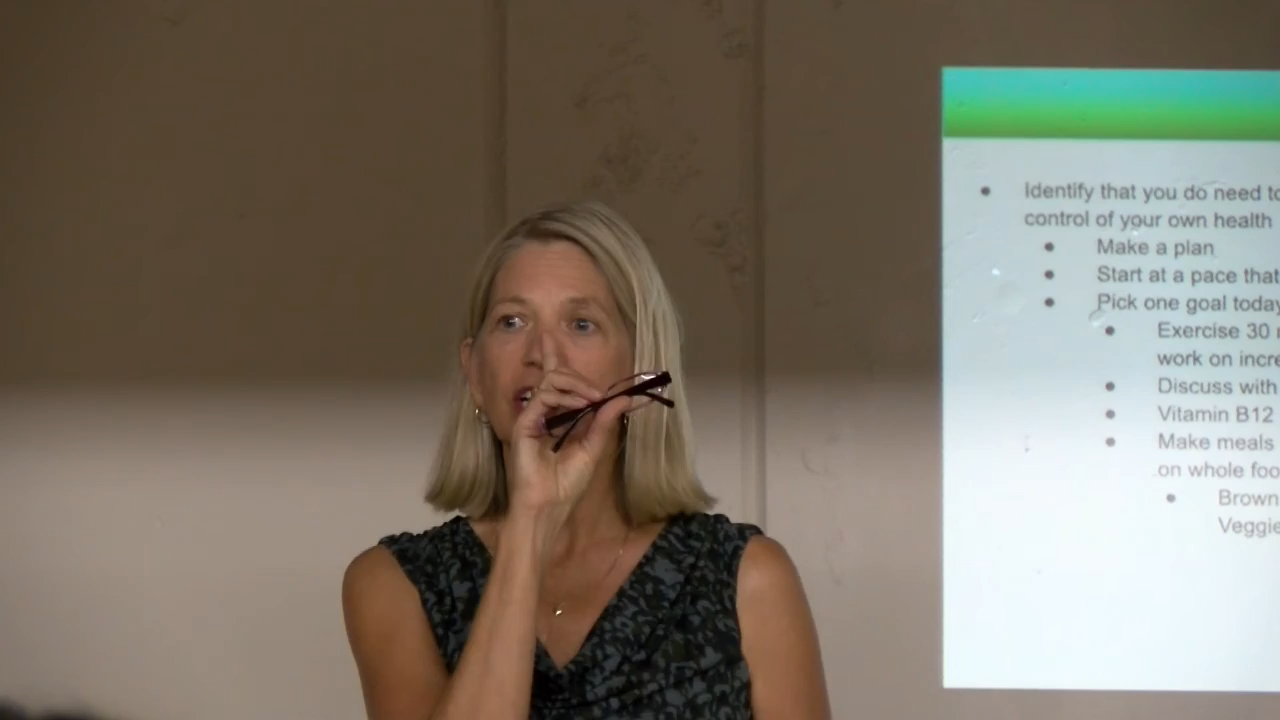 Identify that you do need to
control of your own health
Make a plan
Start at a pace that
Pick one goal today
Exercise 30
work on incre
Discuss with
Vitamin B12
Make meals
on whole foo
Brown
Veggie